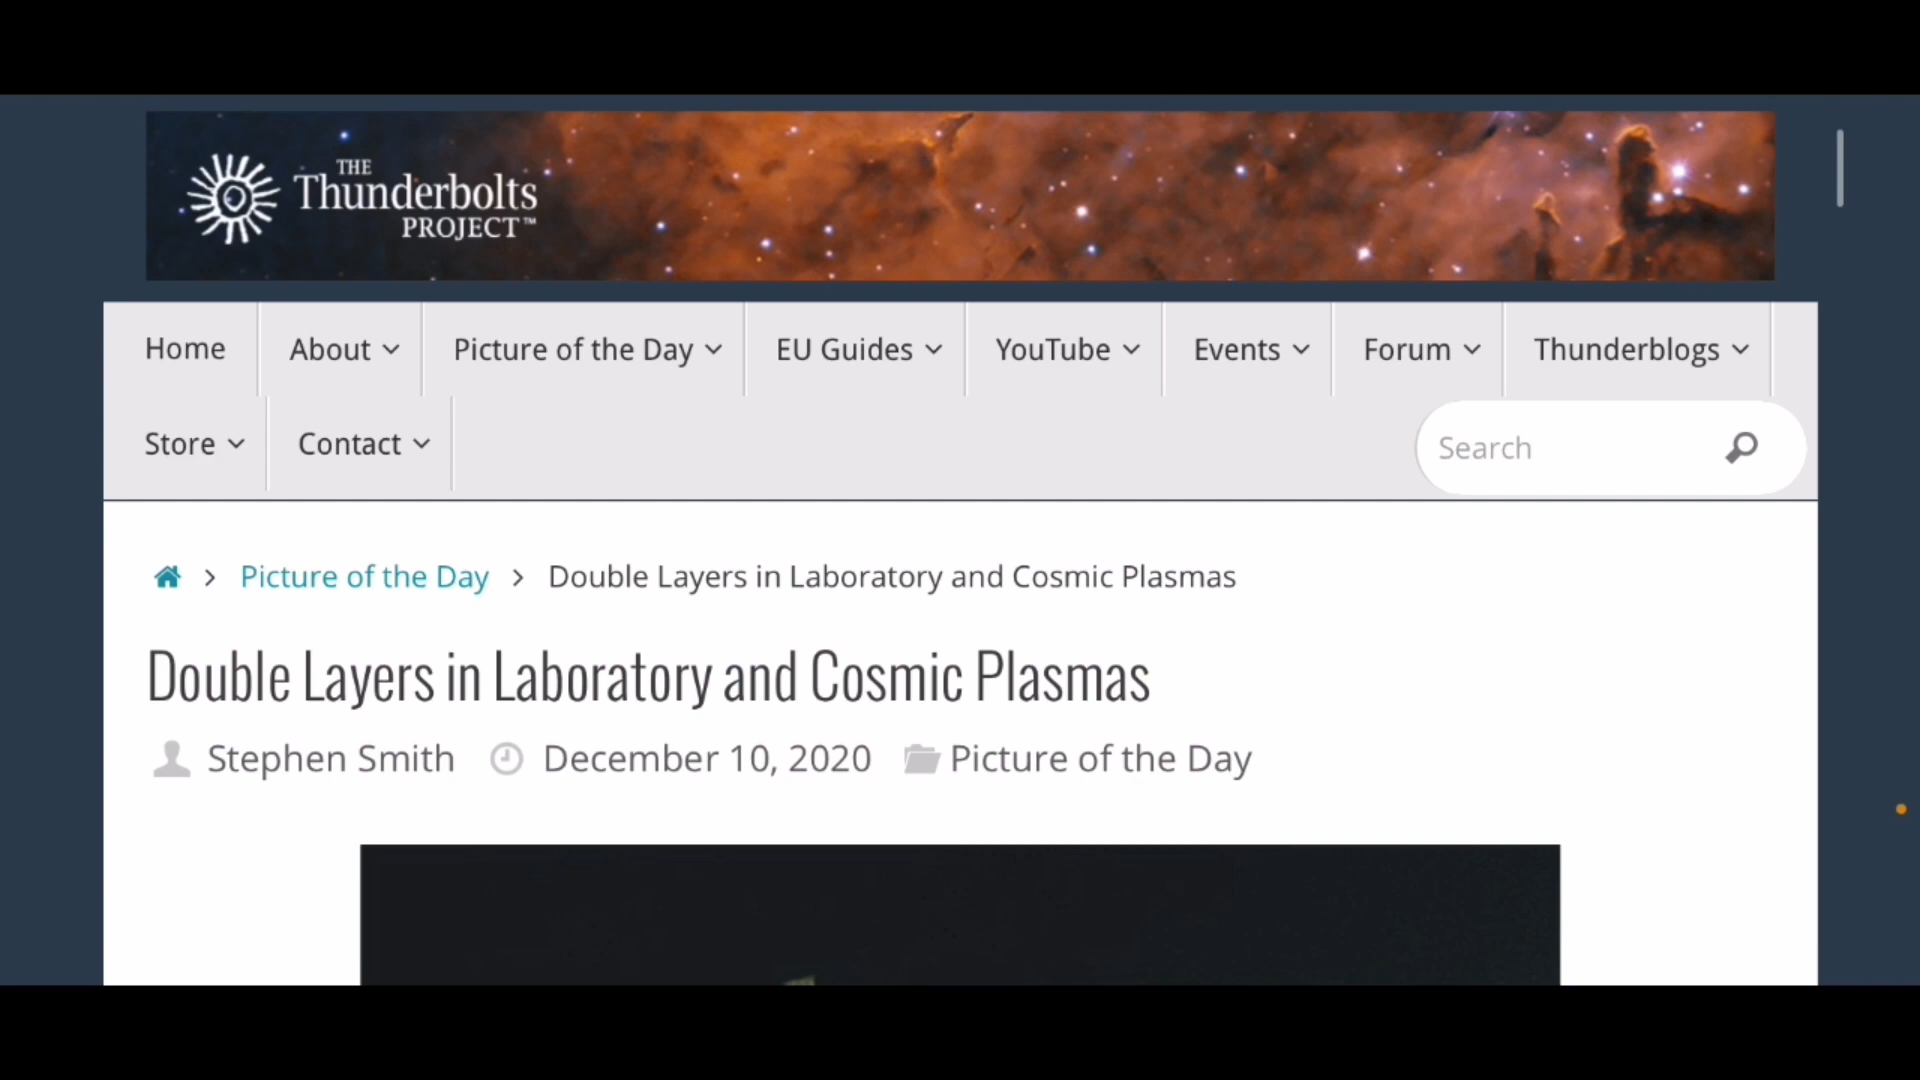 THE
Thunderbolts
PROJECT™
Home About Picture of the Day EU Guides YouTube Events Forum Thunderblogs
Store Contact Search
Picture of the Day > Double Layers in Laboratory and Cosmic Plasmas
Double Layers in Laboratory and Cosmic Plasmas
Stephen Smith December 10, 2020 Picture of the Day